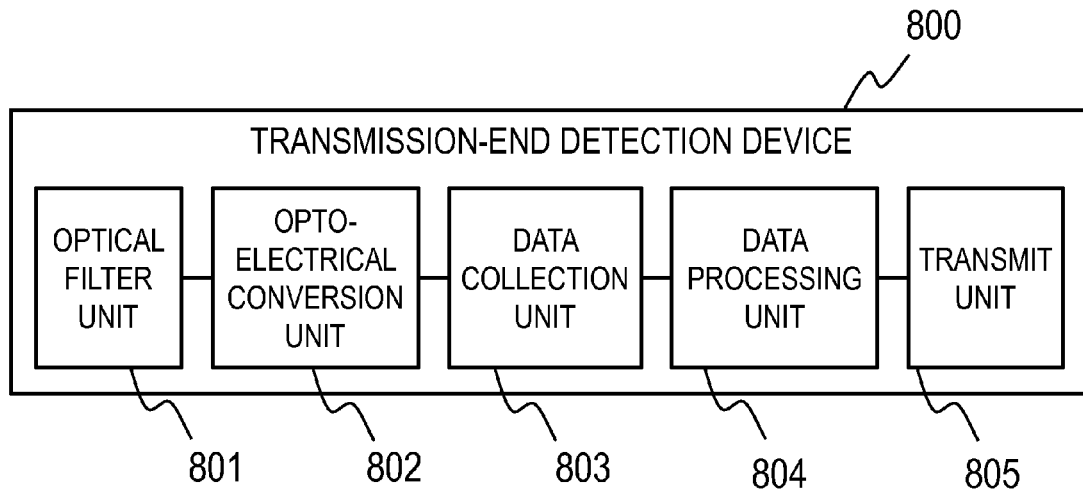 800
TRANSMISSION-END DETECTION DEVICE
OPTICAL
FILTER
UNIT
OPTO-
ELECTRICAL
CONVERSION
UNIT
DATA
COLLECTION
UNIT
DATA
PROCESSING
UNIT
TRANSMIT
UNIT
801
802
803
804
805